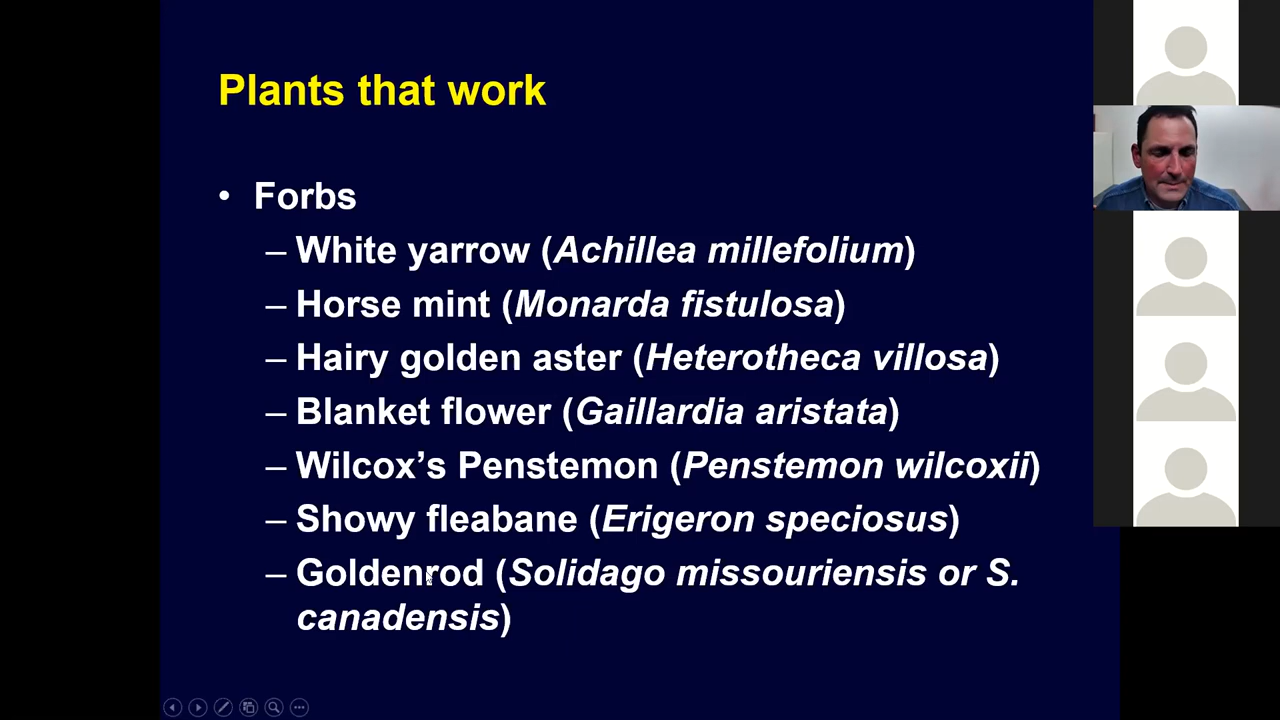 Plants that work
• Forbs
– White yarrow (Achillea millefolium)
– Horse mint (Monarda fistulosa)
– Hairy golden aster (Heterotheca villosa)
– Blanket flower (Gaillardia aristata)
– Wilcox’s Penstemon (Penstemon wilcoxii)
– Showy fleabane (Erigeron speciosus)
– Goldenrod (Solidago missouriensis or S.
canadensis)